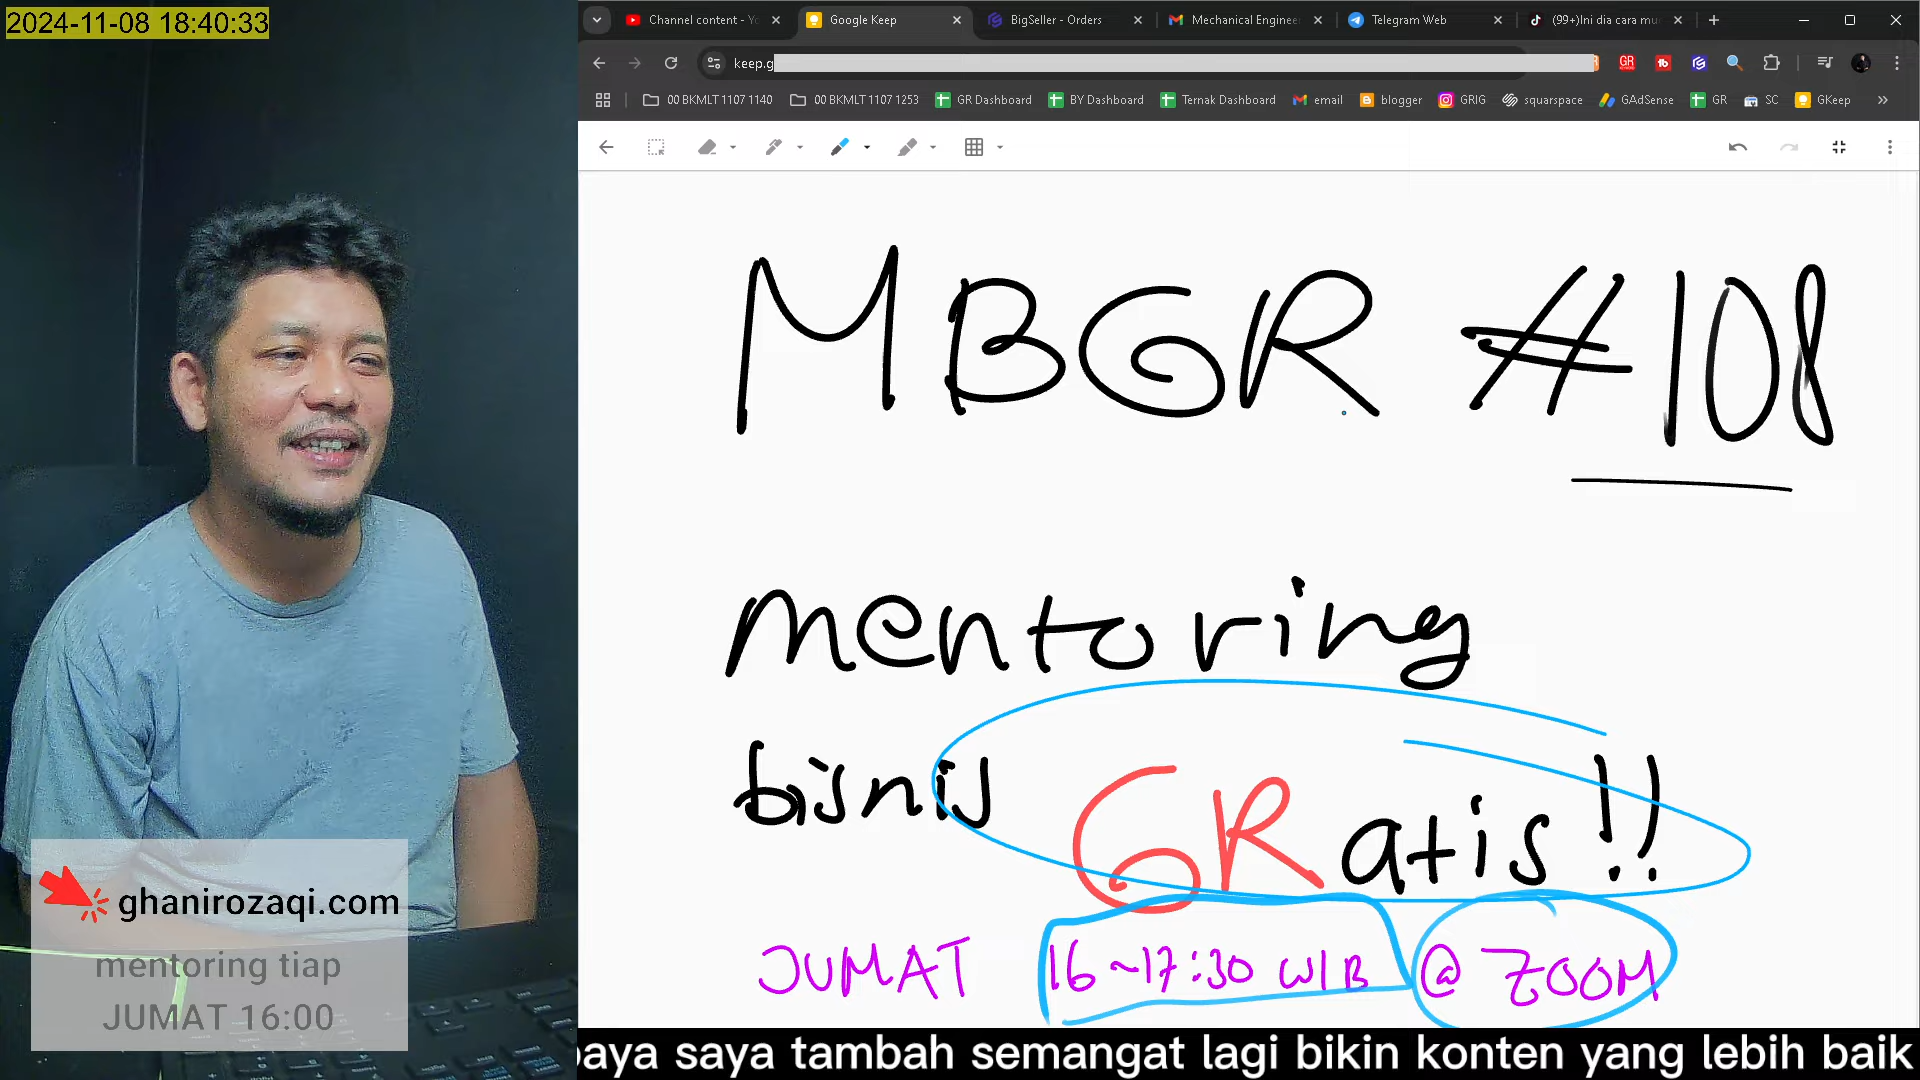 2024-11-08 18:40:33
Channel content - Yo
Google Keep
BigSeller - Orders
Mechanical Enginee
Telegram Web
(99+)Ini dia cara mu
keep.g
00 BKMLT 1107 1140
00 BKMLT 1107 1253
GR Dashboard
BY Dashboard
Ternak Dashboard
email
blogger
GRIG
squarspace
GAdSense
GR
SC
GKeep
MBGR #108
mentoring
bisnis GRatis!!
JUMAT 16~17:30 WIB @ ZOOM
ghanirozaqi.com
mentoring tiap
JUMAT 16:00
paya saya tambah semangat lagi bikin konten yang lebih baik